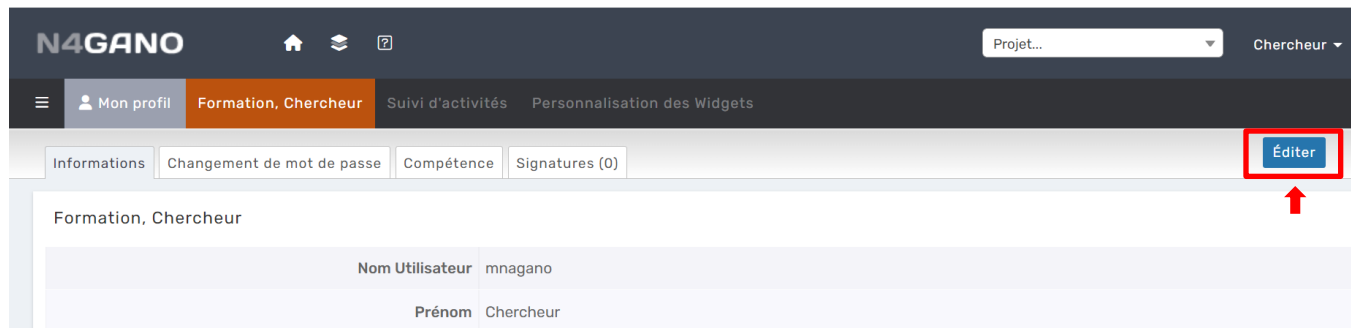 N4GANO Projet... Chercheur
Mon profil Formation, Chercheur Suivi d'activités Personnalisation des Widgets
Informations Changement de mot de passe Compétence Signatures (0) Éditer
Formation, Chercheur
Nom Utilisateur mnagano
Prénom Chercheur